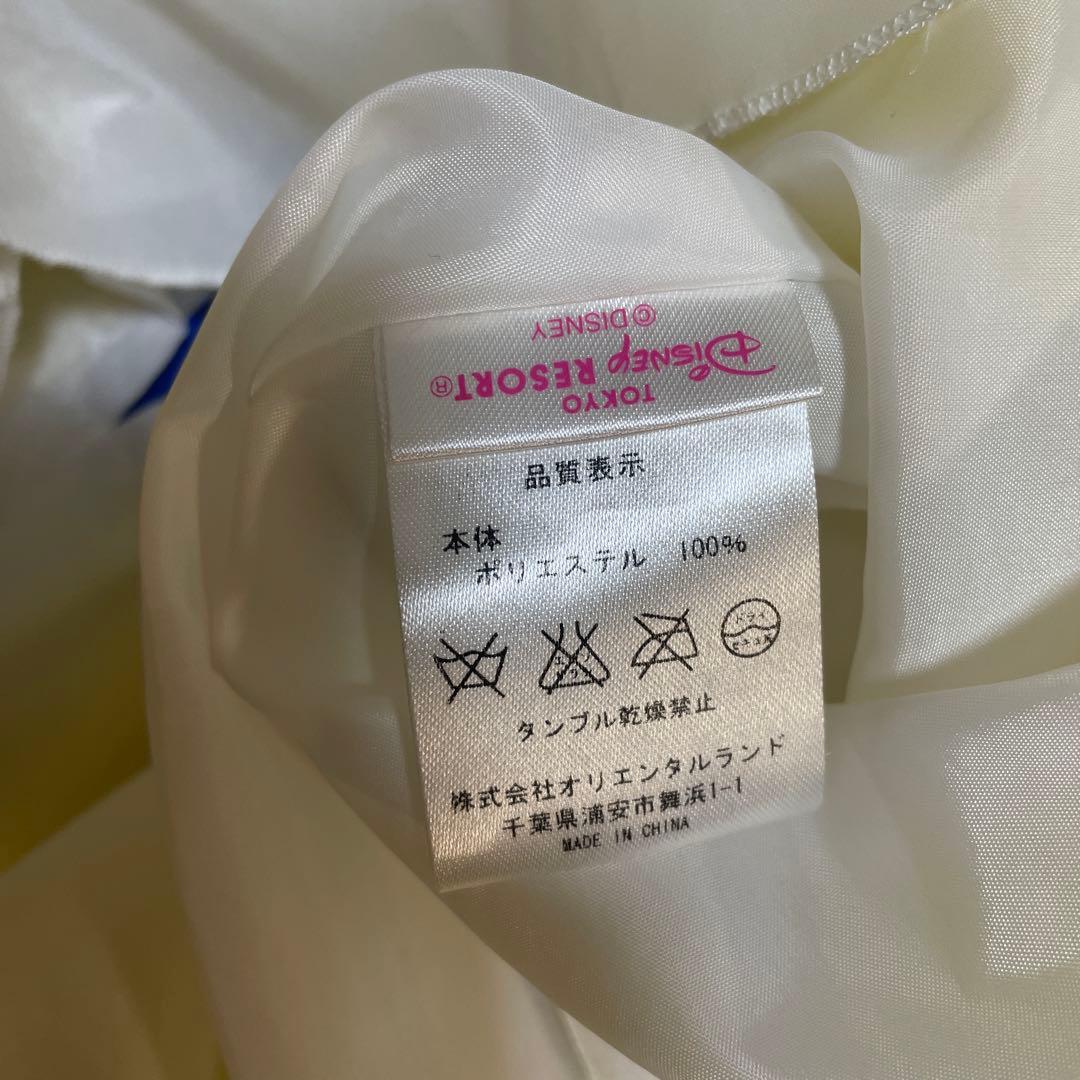 TOKYO
DISNEY RESORT®
© DISNEY
品質表示
本体
ポリエステル 100%
タンブル乾燥禁止
株式会社オリエンタルランド
千葉県浦安市舞浜1-1
MADE IN CHINA